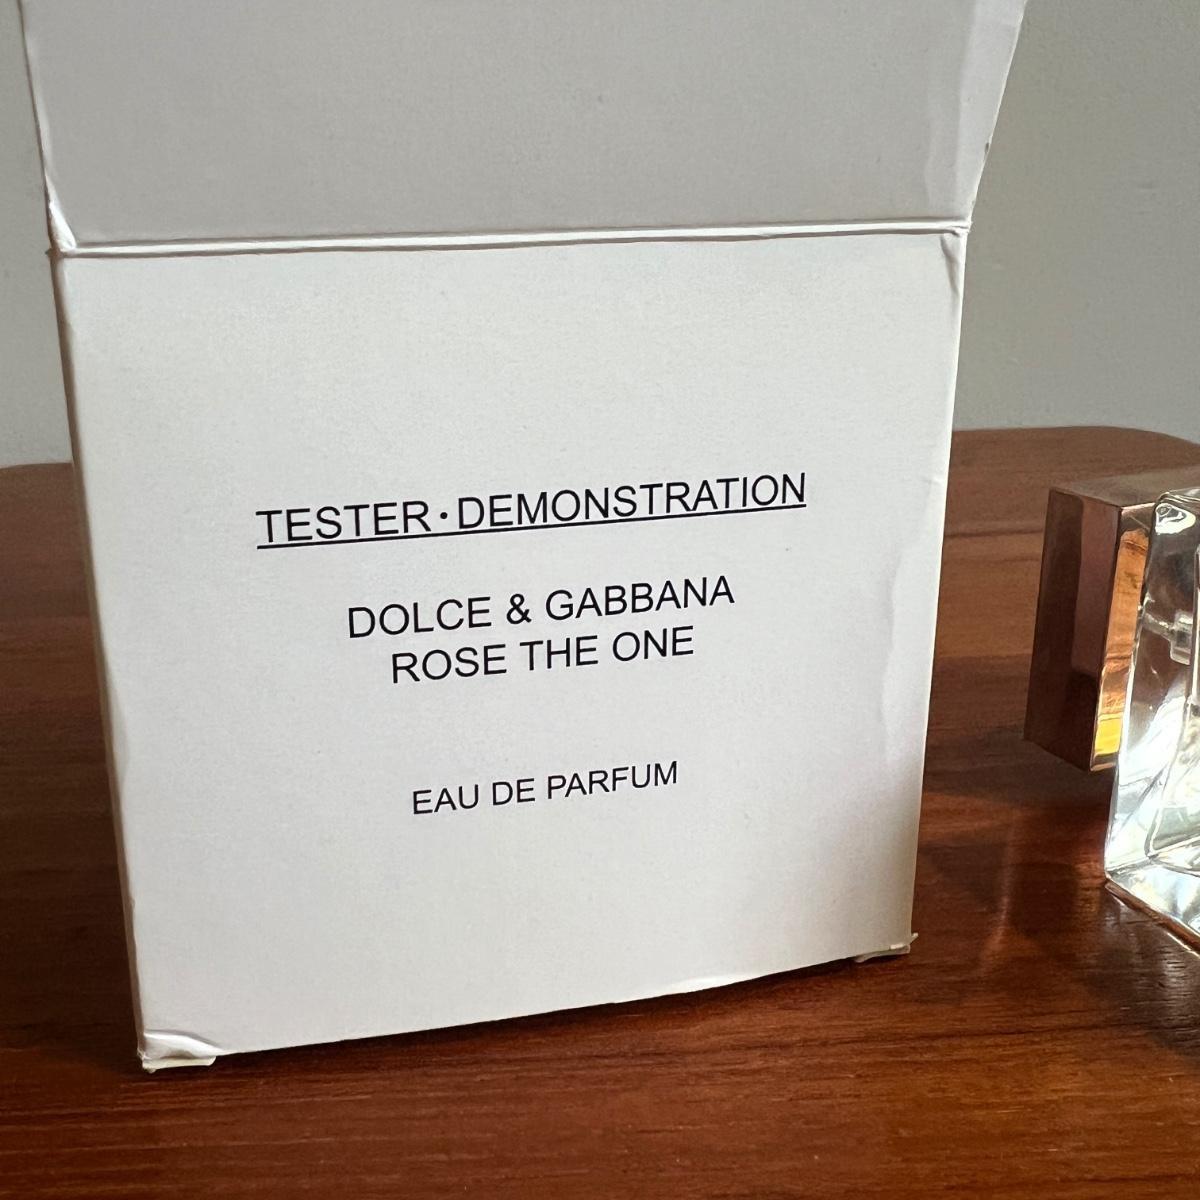 TESTER·DEMONSTRATION
DOLCE & GABBANA
ROSE THE ONE
EAU DE PARFUM